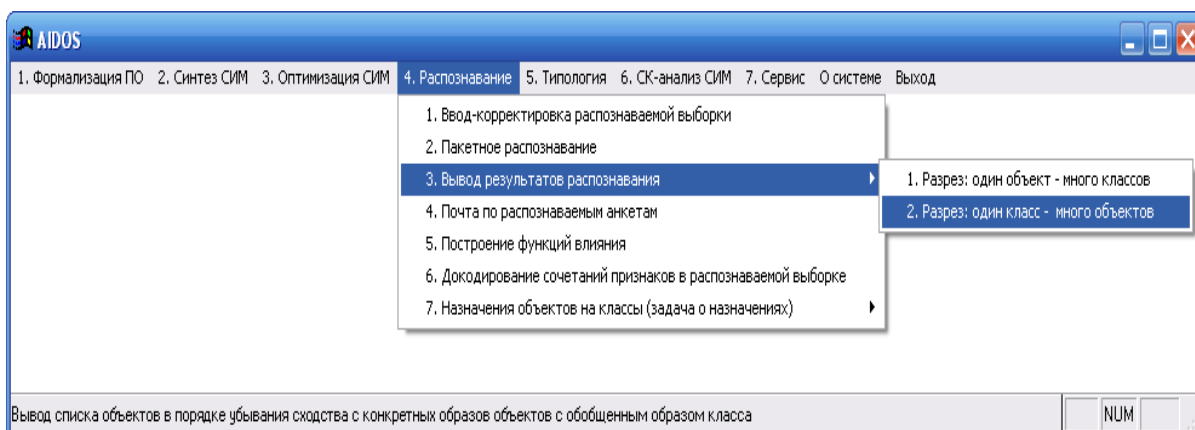 AIDOS
1. Формализация ПО 2. Синтез СИМ 3. Оптимизация СИМ 4. Распознавание 5. Типология 6. СК-анализ СИМ 7. Сервис О системе Выход
1. Ввод-корректировка распознаваемой выборки
2. Пакетное распознавание
3. Вывод результатов распознавания
1. Разрез: один объект - много классов
2. Разрез: один класс - много объектов
4. Почта по распознаваемым анкетам
5. Построение функций влияния
6. Докодирование сочетаний признаков в распознаваемой выборке
7. Назначения объектов на классы (задача о назначениях)
Вывод списка объектов в порядке убывания сходства с конкретных образов объектов с обобщенным образом класса
NUM